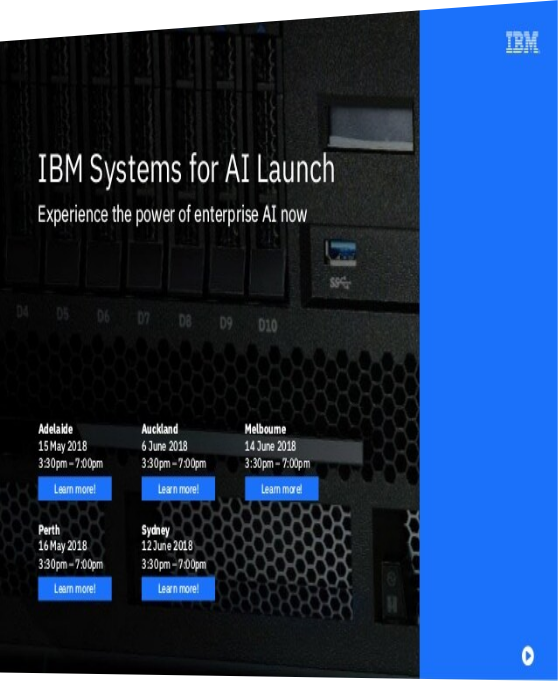 IBM
IBM Systems for AI Launch
Experience the power of enterprise AI now
D4 D5 D6 D7 D8 D9 D10
Adelaide
15 May 2018
3:30pm – 7:00pm
Learn more!
Auckland
6 June 2018
3:30pm – 7:00pm
Learn more!
Melbourne
14 June 2018
3:30pm – 7:00pm
Learn more!
Perth
16 May 2018
3:30pm – 7:00pm
Learn more!
Sydney
12 June 2018
3:30pm – 7:00pm
Learn more!